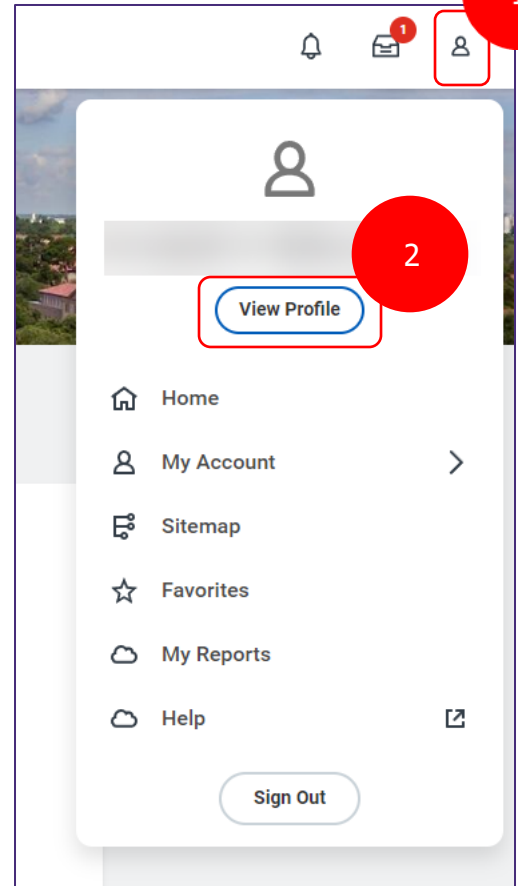 1
2
View Profile
Home
My Account
Sitemap
Favorites
My Reports
Help
Sign Out